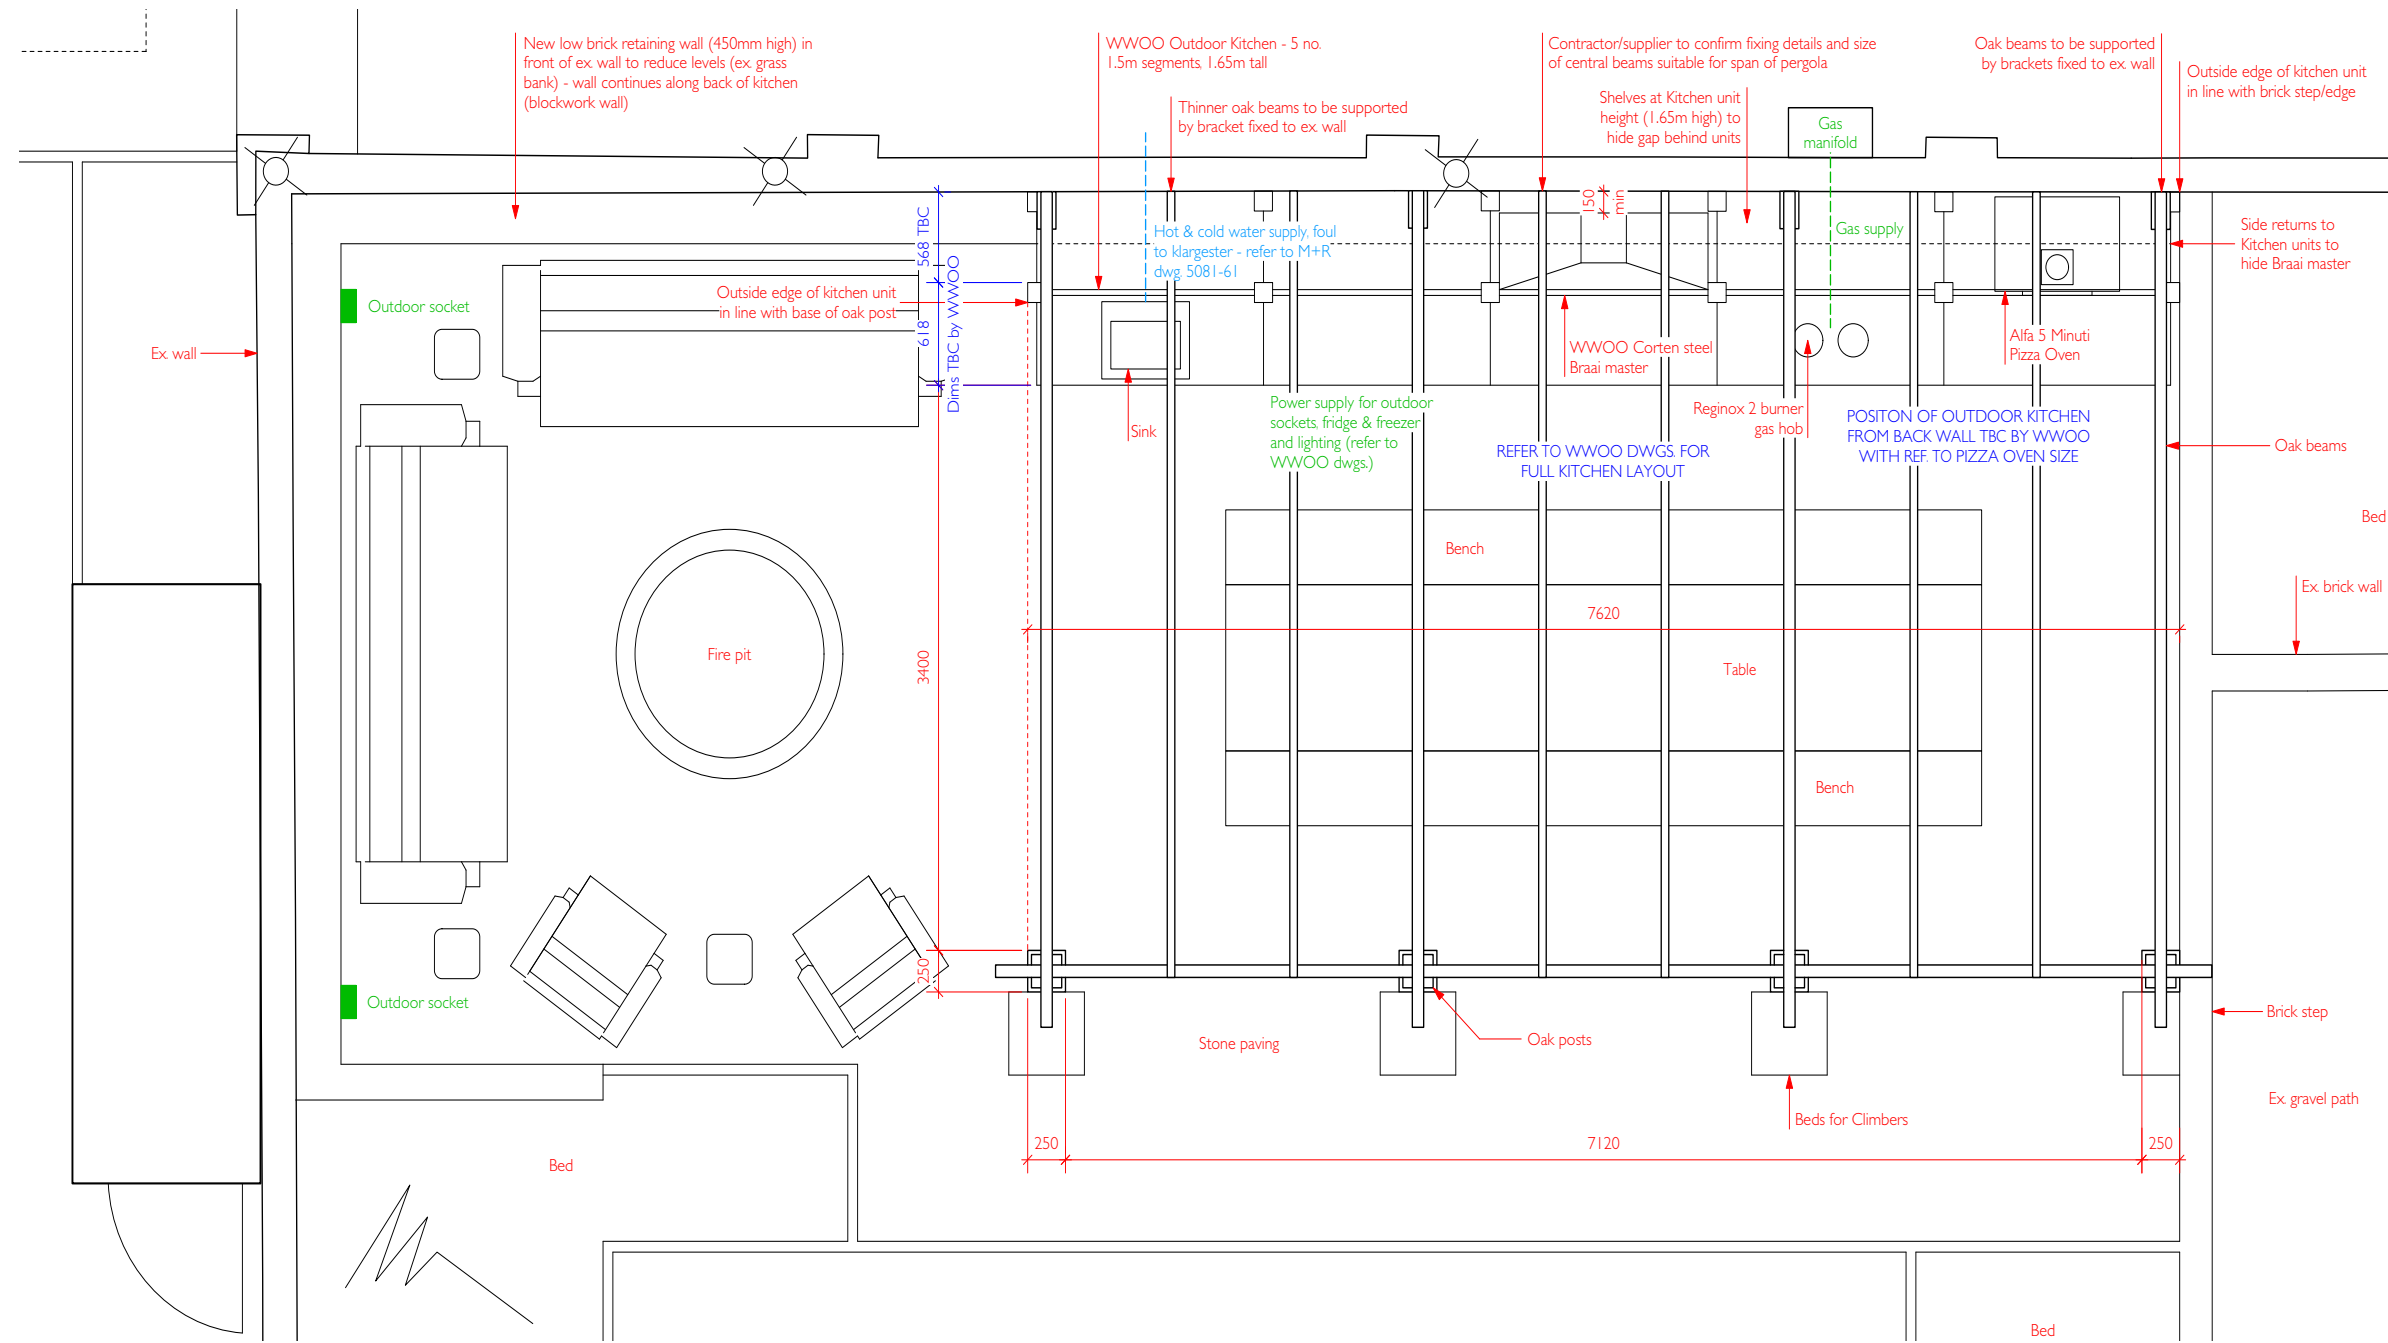 New low brick retaining wall (450mm high) in
front of ex. wall to reduce levels (ex. grass
bank) - wall continues along back of kitchen
(blockwork wall)
WWOO Outdoor Kitchen - 5 no.
1.5m segments, 1.65m tall
Thinner oak beams to be supported
by bracket fixed to ex. wall
Contractor/supplier to confirm fixing details and size
of central beams suitable for span of pergola
Shelves at Kitchen unit
height (1.65m high) to
hide gap behind units
Gas
manifold
Oak beams to be supported
by brackets fixed to ex. wall
Outside edge of kitchen unit
in line with brick step/edge
150
min
568 TBC
618
Dims TBC by WWOO
Hot & cold water supply, foul
to klargester - refer to M+R
dwg. 5081-61
Gas supply
Side returns to
Kitchen units to
hide Braai master
Outdoor socket
Outside edge of kitchen unit
in line with base of oak post
Ex. wall
WWOO Corten steel
Braai master
Alfa 5 Minuti
Pizza Oven
Sink
Power supply for outdoor
sockets, fridge & freezer
and lighting (refer to
WWOO dwgs.)
Reginox 2 burner
gas hob
REFER TO WWOO DWGS. FOR
FULL KITCHEN LAYOUT
POSITON OF OUTDOOR KITCHEN
FROM BACK WALL TBC BY WWOO
WITH REF. TO PIZZA OVEN SIZE
Oak beams
Bed
Bench
Ex. brick wall
7620
Fire pit
3400
Table
Bench
250
Outdoor socket
Stone paving
Oak posts
Brick step
Beds for Climbers
Ex. gravel path
250
7120
250
Bed
Bed